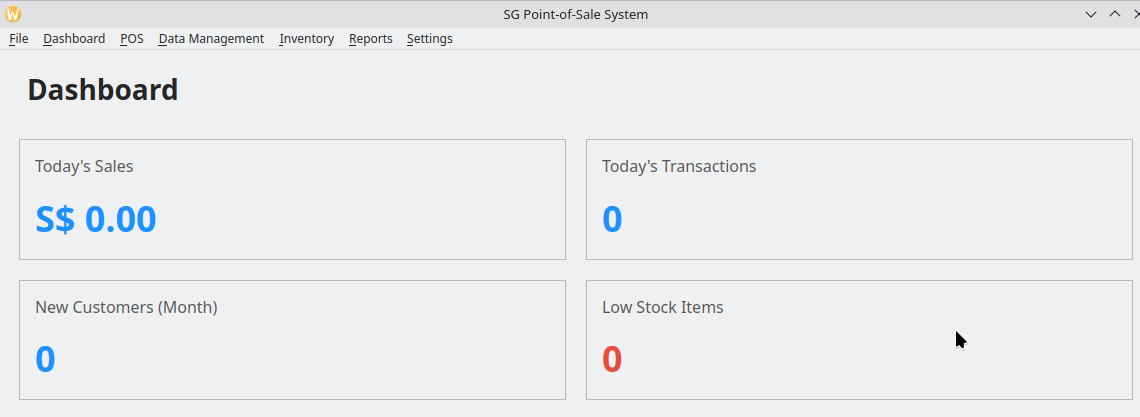 SG Point-of-Sale System
File Dashboard POS Data Management Inventory Reports Settings
Dashboard
Today's Sales
S$ 0.00
Today's Transactions
0
New Customers (Month)
0
Low Stock Items
0